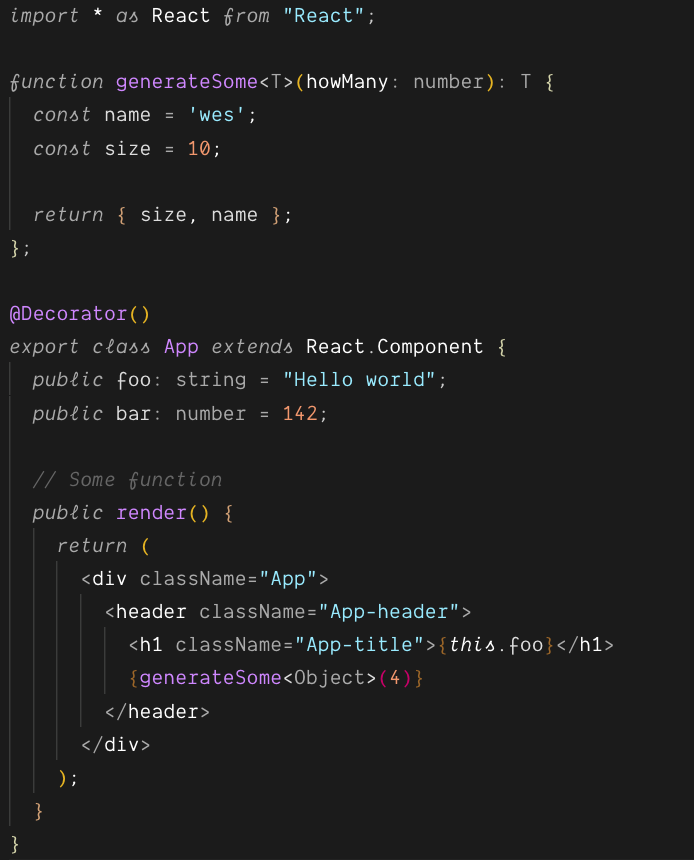 import * as React from "React";

function generateSome<T>(howMany: number): T {
  const name = 'wes';
  const size = 10;

  return { size, name };
};

@Decorator()
export class App extends React.Component {
  public foo: string = "Hello world";
  public bar: number = 142;

  // Some function
  public render() {
    return (
      <div className="App">
        <header className="App-header">
          <h1 className="App-title">{this.foo}</h1>
          {generateSome<Object>(4)}
        </header>
      </div>
    );
  }
}